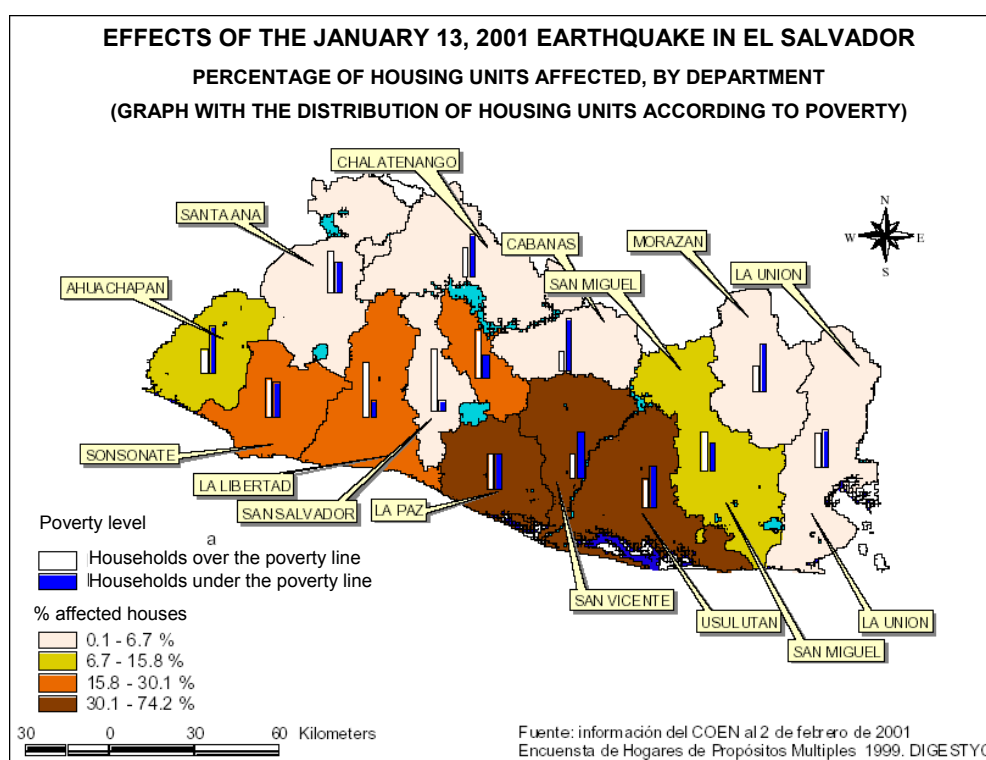 EFFECTS OF THE JANUARY 13, 2001 EARTHQUAKE IN EL SALVADOR
PERCENTAGE OF HOUSING UNITS AFFECTED, BY DEPARTMENT
(GRAPH WITH THE DISTRIBUTION OF HOUSING UNITS ACCORDING TO POVERTY)
CHALATENANGO
SANTA ANA
CABANAS
MORAZAN
N
W E
S
AHUACHAPAN
SAN MIGUEL
LA UNION
SONSONATE
LA LIBERTAD
SAN SALVADOR
LA PAZ
SAN VICENTE
USULUTAN
LA UNION
SAN MIGUEL
Poverty level
a
Households over the poverty line
Households under the poverty line
% affected houses
0.1 - 6.7 %
6.7 - 15.8 %
15.8 - 30.1 %
30.1 - 74.2 %
30 0 30 60 Kilometers
Fuente: información del COEN al 2 de febrero de 2001
Encuensta de Hogares de Propósitos Multiples 1999. DIGESTYC